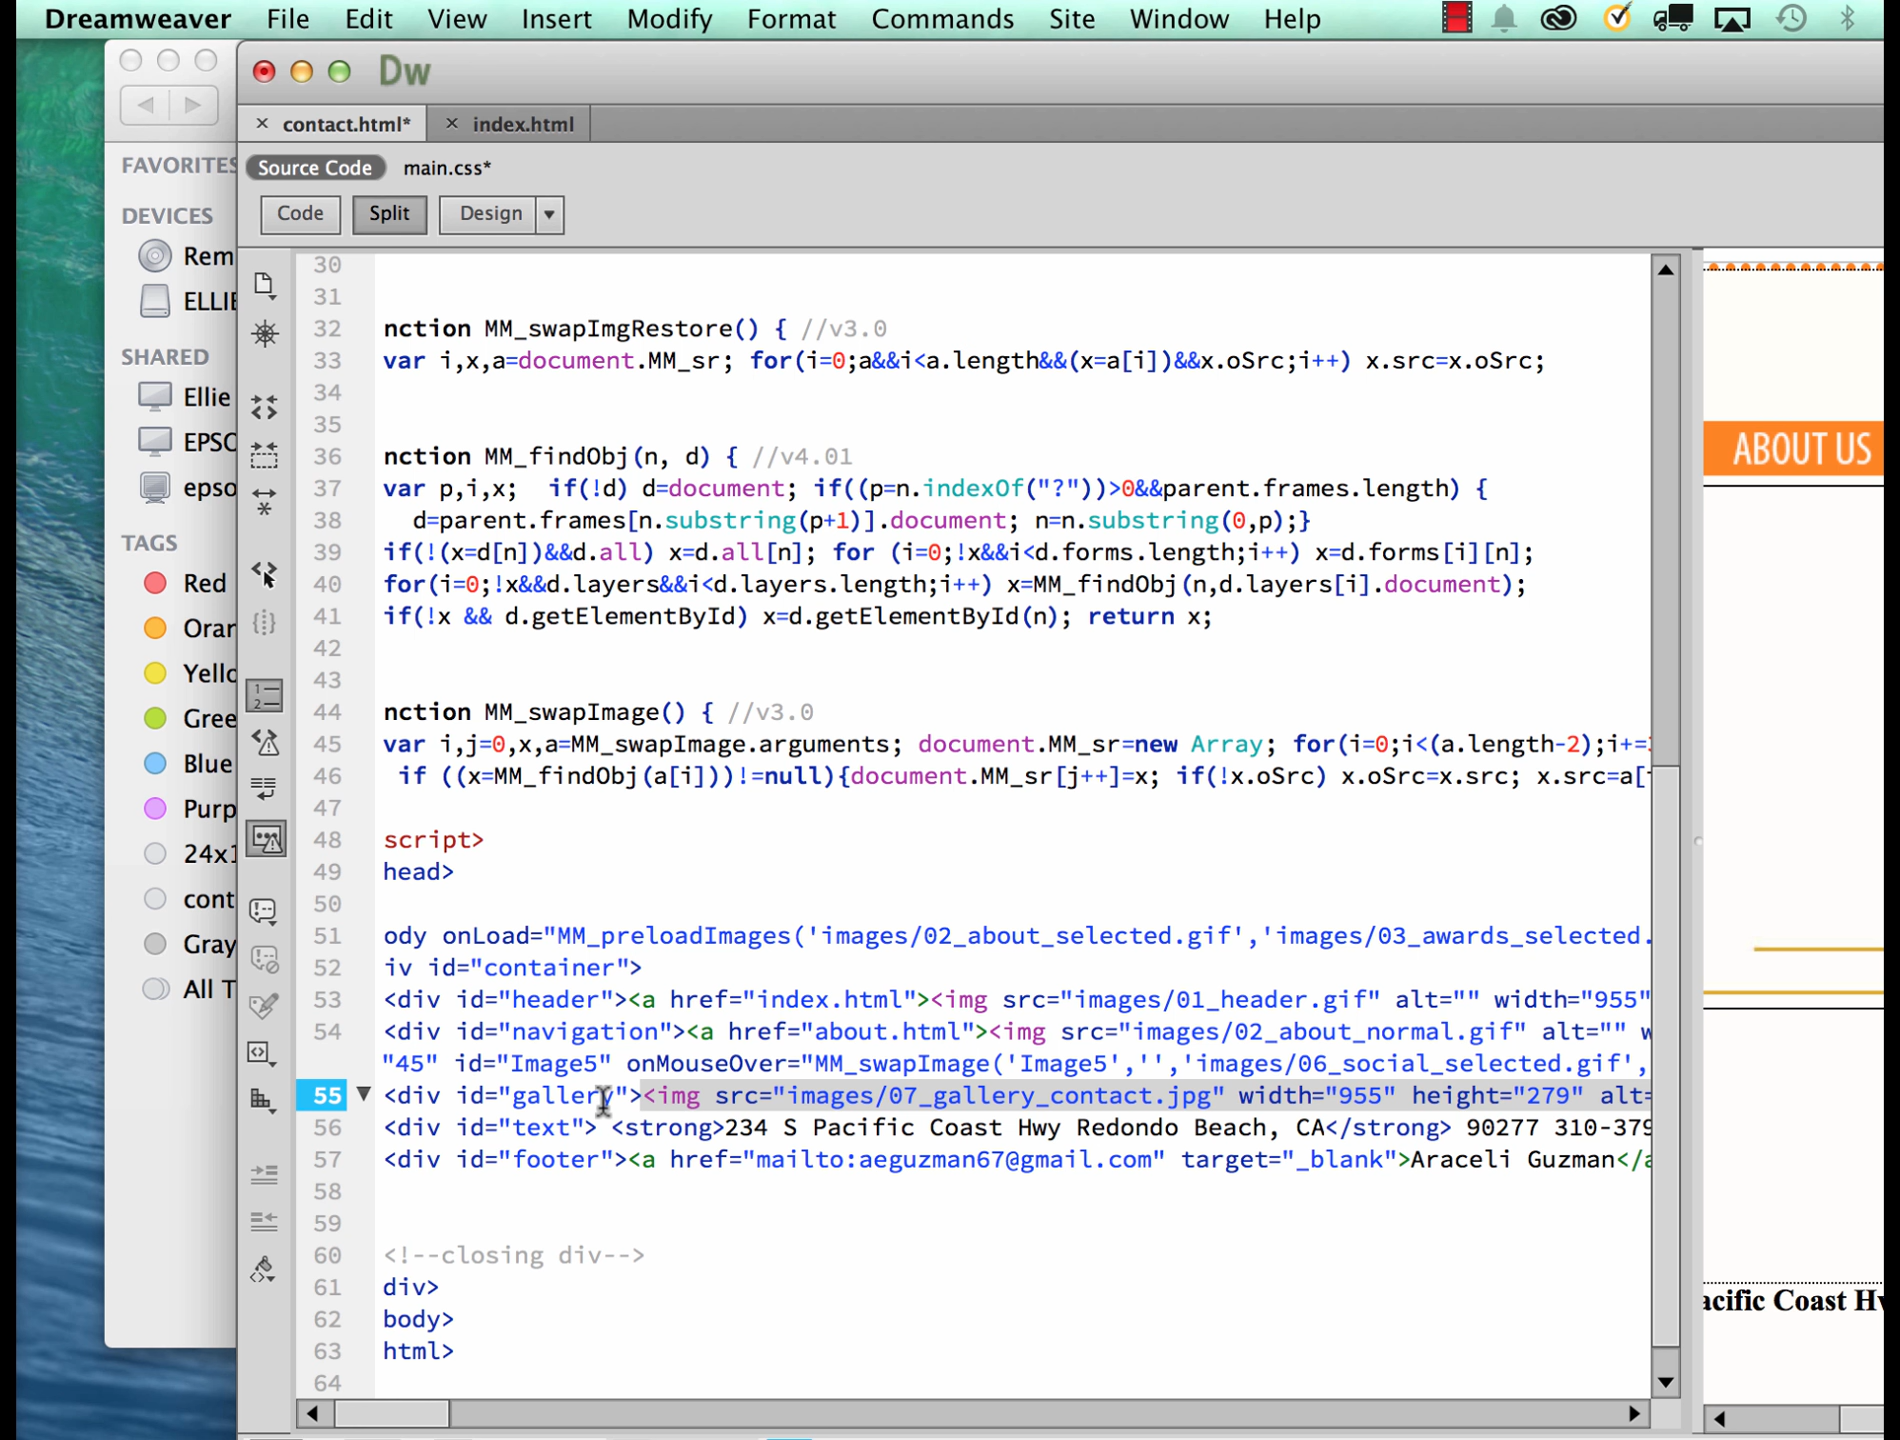 Dreamweaver File Edit View Insert Modify Format Commands Site Window Help
Dw
contact.html* index.html
Source Code main.css*
Code Split Design
FAVORITES
DEVICES
Rem
ELLIE
SHARED
Ellie
EPSO
epso
TAGS
Red
Oran
Yello
Gree
Blue
Purp
24x1
cont
Gray
All T
30
31
32 nction MM_swapImgRestore() { //v3.0
33 var i,x,a=document.MM_sr; for(i=0;a&&i<a.length&&(x=a[i])&&x.oSrc;i++) x.src=x.oSrc;
34
35
36 nction MM_findObj(n, d) { //v4.01
37 var p,i,x;  if(!d) d=document; if((p=n.indexOf("?"))>0&&parent.frames.length) {
38 d=parent.frames[n.substring(p+1)].document; n=n.substring(0,p);}
39 if(!(x=d[n])&&d.all) x=d.all[n]; for (i=0;!x&&i<d.forms.length;i++) x=d.forms[i][n];
40 for(i=0;!x&&d.layers&&i<d.layers.length;i++) x=MM_findObj(n,d.layers[i].document);
41 if(!x && d.getElementById) x=d.getElementById(n); return x;
42
43
44 nction MM_swapImage() { //v3.0
45 var i,j=0,x,a=MM_swapImage.arguments; document.MM_sr=new Array; for(i=0;i<(a.length-2);i+=
46 if ((x=MM_findObj(a[i]))!=null){document.MM_sr[j++]=x; if(!x.oSrc) x.oSrc=x.src; x.src=a[
47
48 script>
49 head>
50
51 ody onLoad="MM_preloadImages('images/02_about_selected.gif','images/03_awards_selected.
52 iv id="container">
53 <div id="header"><a href="index.html"><img src="images/01_header.gif" alt="" width="955"
54 <div id="navigation"><a href="about.html"><img src="images/02_about_normal.gif" alt="" w
"45" id="Image5" onMouseOver="MM_swapImage('Image5','','images/06_social_selected.gif',
55 <div id="gallery"><img src="images/07_gallery_contact.jpg" width="955" height="279" alt=
56 <div id="text"> <strong>234 S Pacific Coast Hwy Redondo Beach, CA</strong> 90277 310-379
57 <div id="footer"><a href="mailto:aeguzman67@gmail.com" target="_blank">Araceli Guzman</a
58
59
60 <!--closing div-->
61 div>
62 body>
63 html>
64
ABOUT US
acific Coast Hw